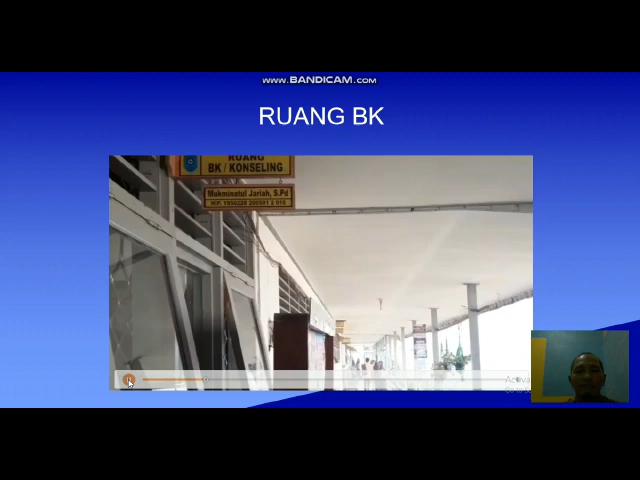 www.BANDICAM.com
RUANG BK
RUANG
BK / KONSELING
Mukminatul Jariah, S.Pd